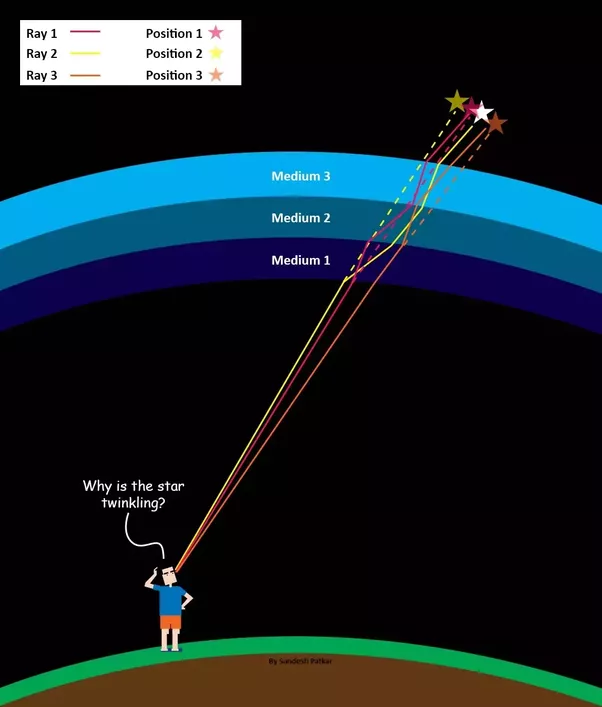 Ray 1 Position 1
Ray 2 Position 2
Ray 3 Position 3
Medium 3
Medium 2
Medium 1
Why is the star
twinkling?
By Sandesh Patkar